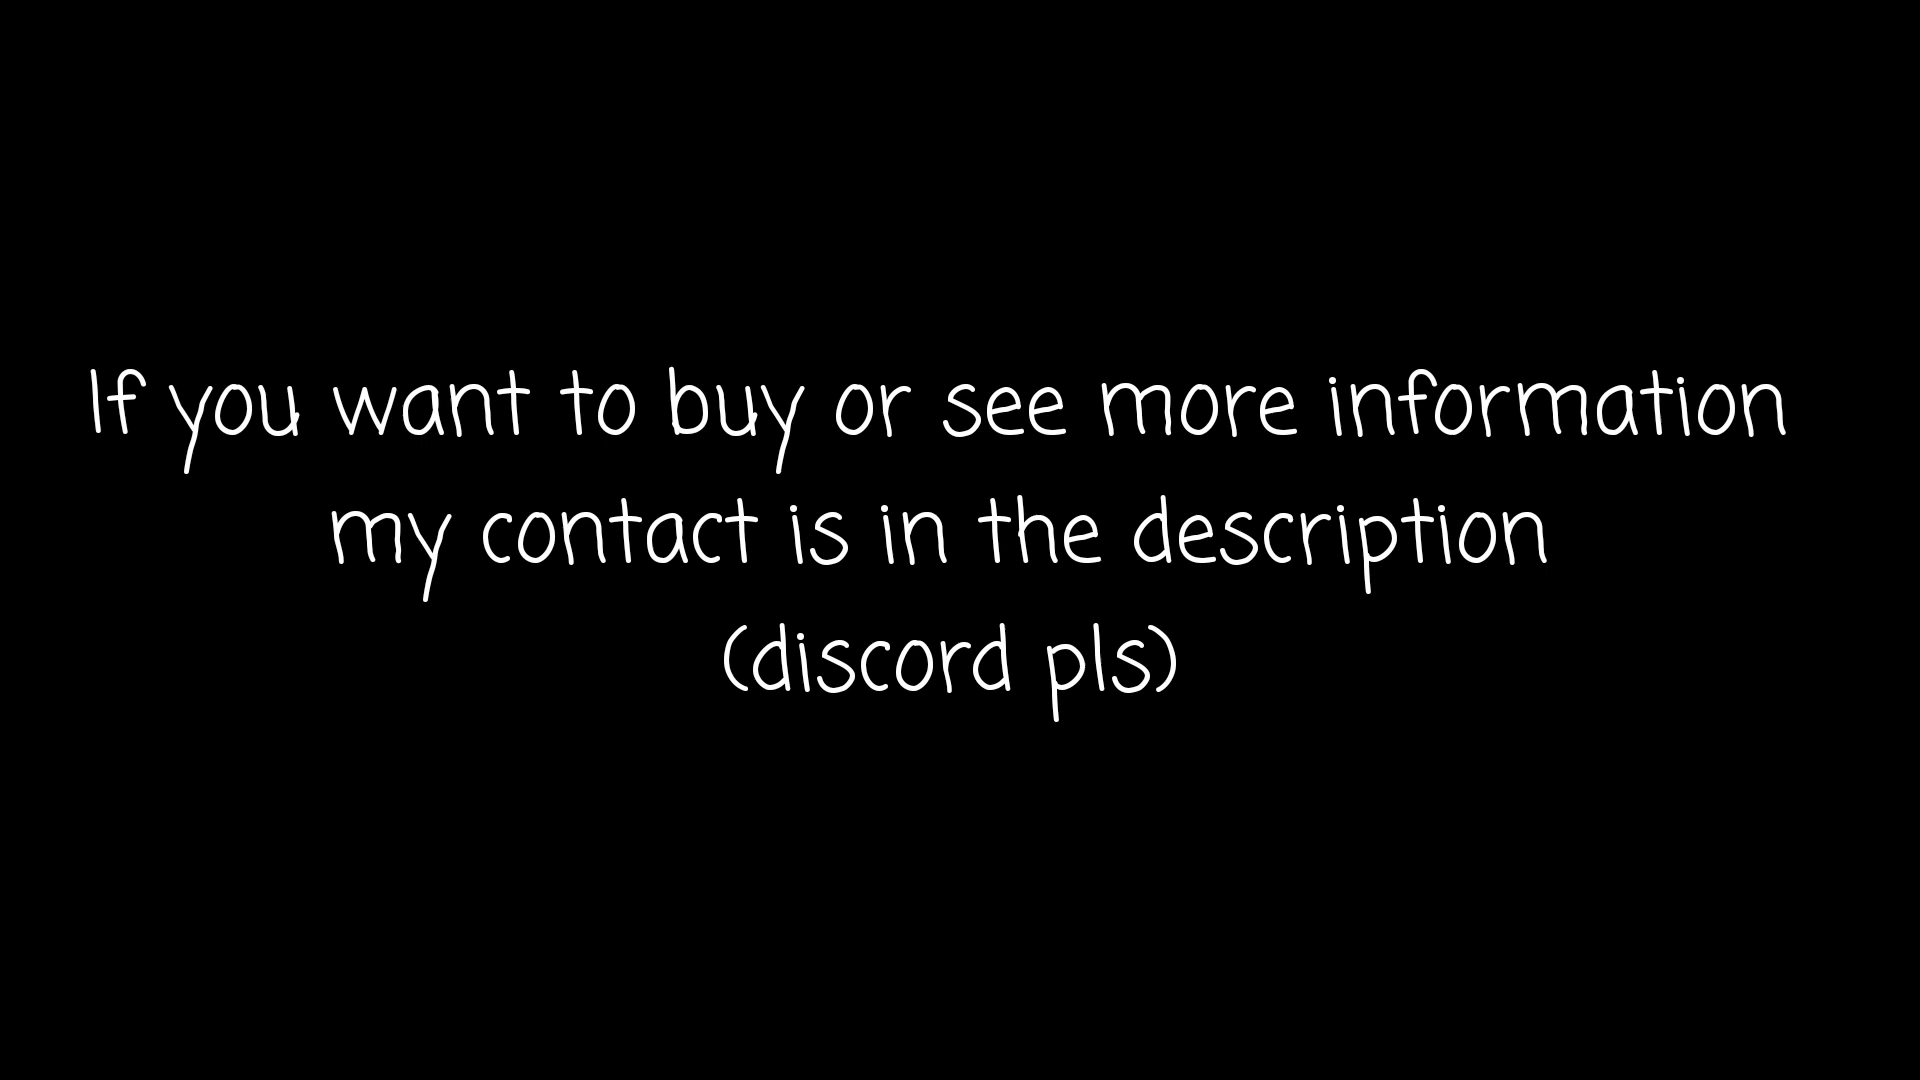 If you want to buy or see more information
my contact is in the description
(discord pls)